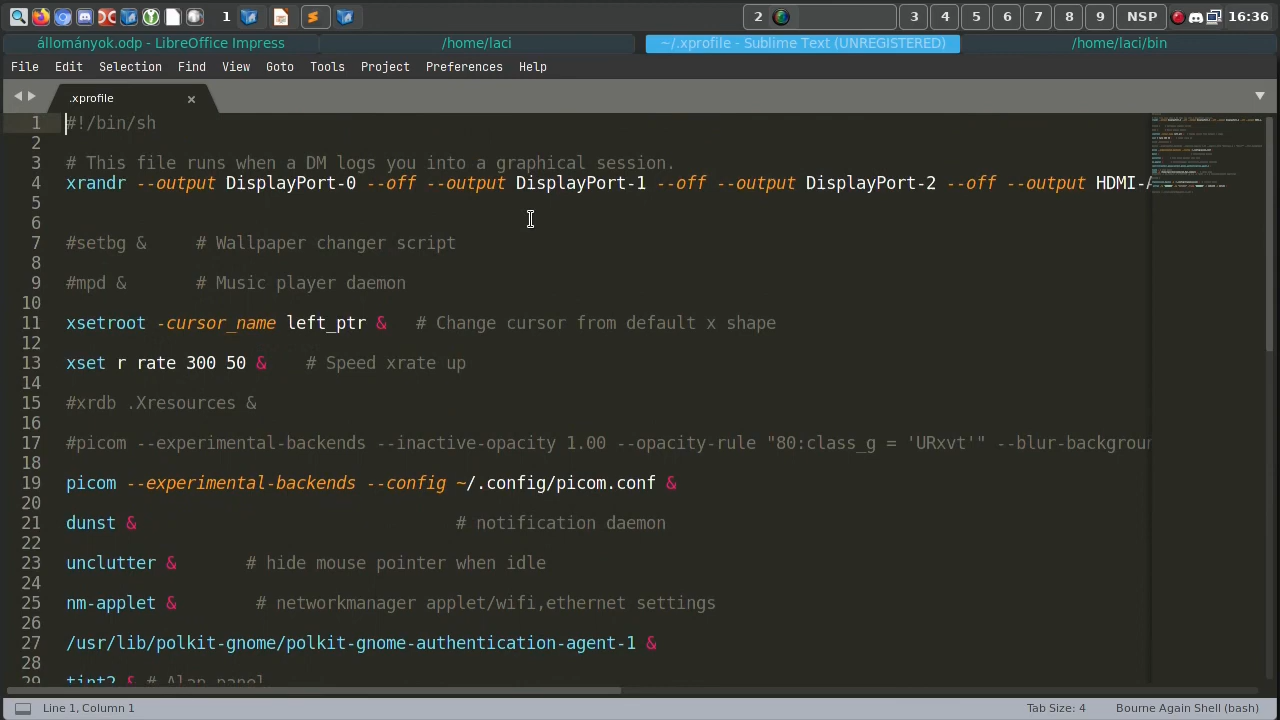 1
2
3
4
5
6
7
8
9
NSP
16:36
állományok.odp - LibreOffice Impress
/home/laci
~/.xprofile - Sublime Text (UNREGISTERED)
/home/laci/bin
File Edit Selection Find View Goto Tools Project Preferences Help
.xprofile
1 #!/bin/sh
2
3 # This file runs when a DM logs you into a graphical session.
4 xrandr --output DisplayPort-0 --off --output DisplayPort-1 --off --output DisplayPort-2 --off --output HDMI-
5
6
7 #setbg & # Wallpaper changer script
8
9 #mpd & # Music player daemon
10
11 xsetroot -cursor_name left_ptr & # Change cursor from default x shape
12
13 xset r rate 300 50 & # Speed xrate up
14
15 #xrdb .Xresources &
16
17 #picom --experimental-backends --inactive-opacity 1.00 --opacity-rule "80:class_g = 'URxvt'" --blur-backgroun
18
19 picom --experimental-backends --config ~/.config/picom.conf &
20
21 dunst & # notification daemon
22
23 unclutter & # hide mouse pointer when idle
24
25 nm-applet & # networkmanager applet/wifi,ethernet settings
26
27 /usr/lib/polkit-gnome/polkit-gnome-authentication-agent-1 &
28
29 tint2 & # Alap panel
Line 1, Column 1
Tab Size: 4
Bourne Again Shell (bash)